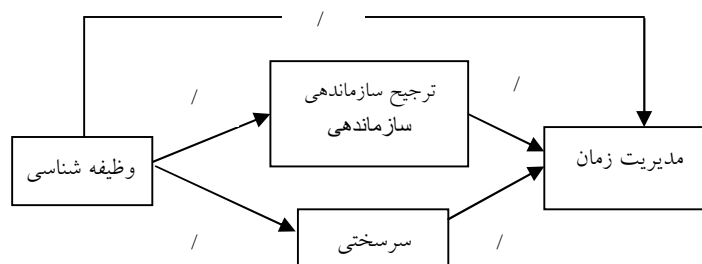 /
ترجیح سازماندهی
سازماندهی
/
/
وظیفه شناسی
مدیریت زمان
سرسختی
/
/